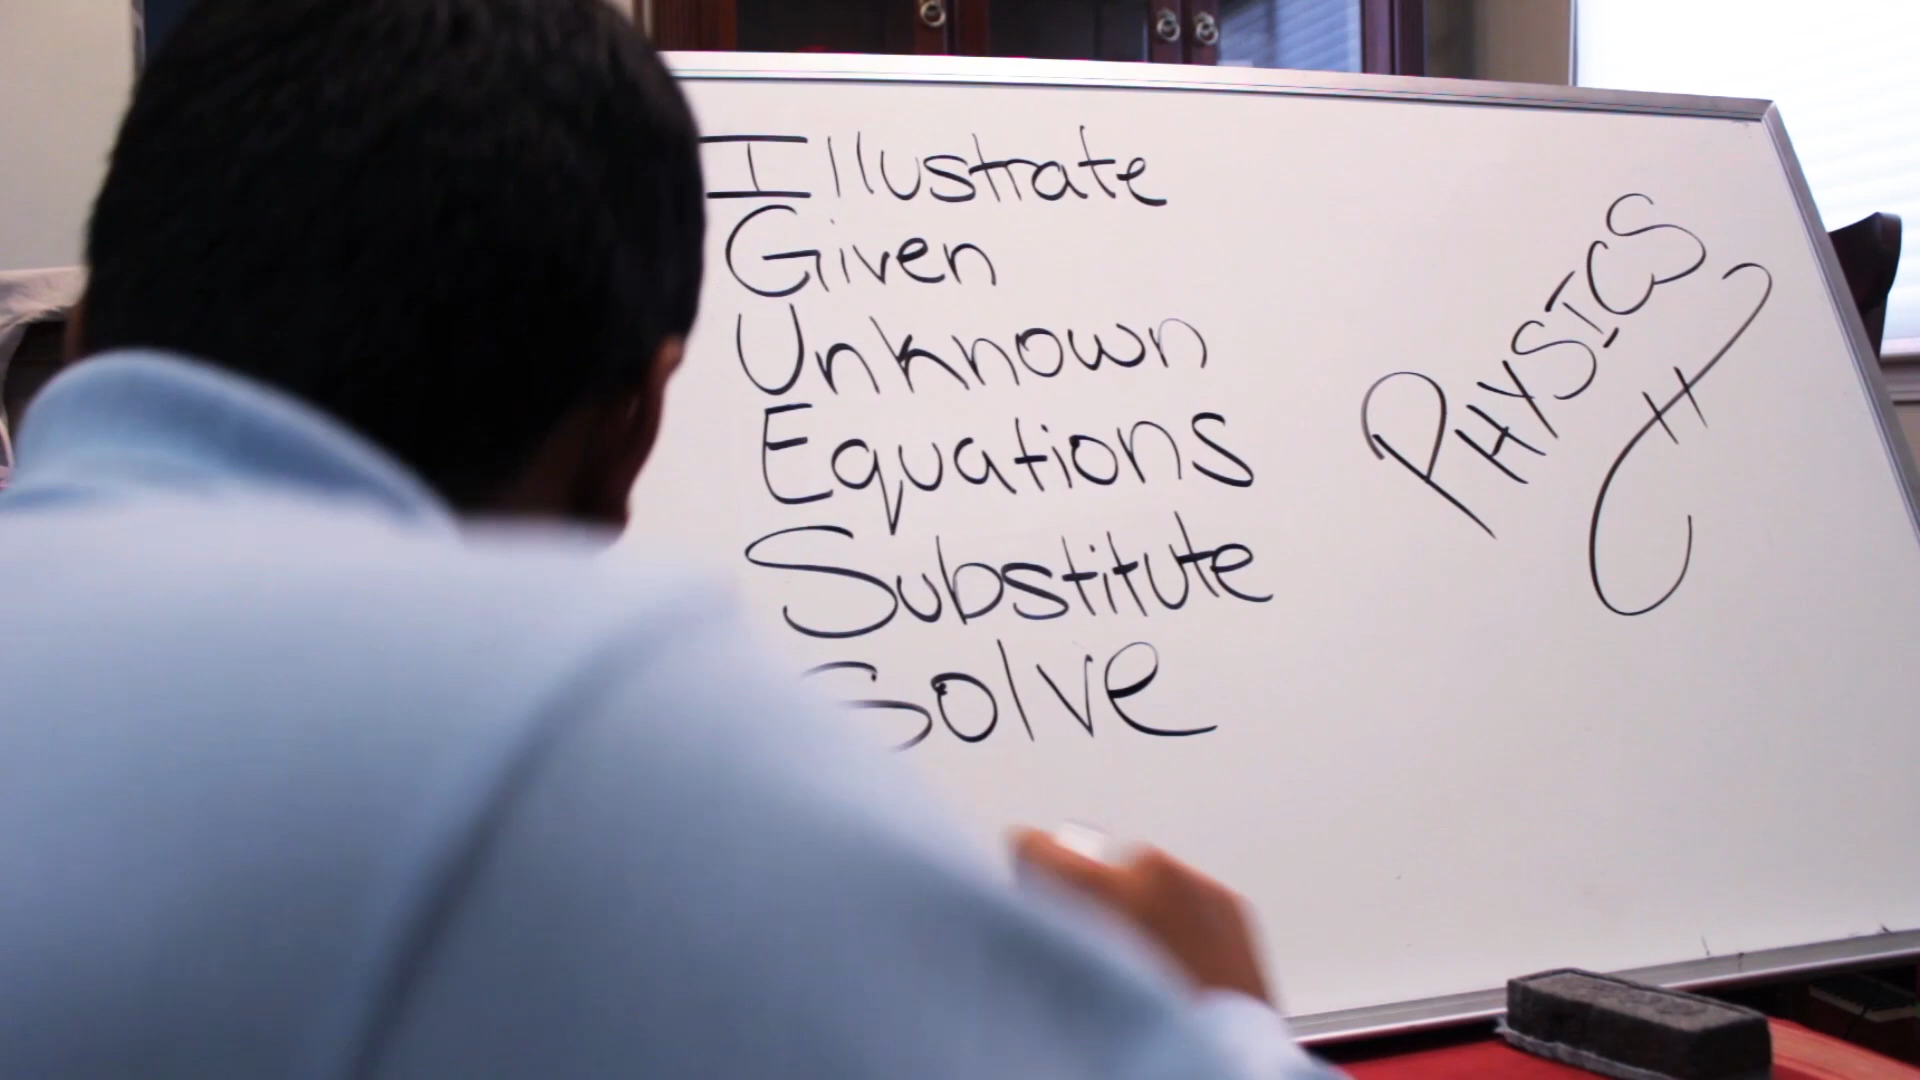 Illustrate
Given
Unknown
Equations
Substitute
Solve
PHYSICS